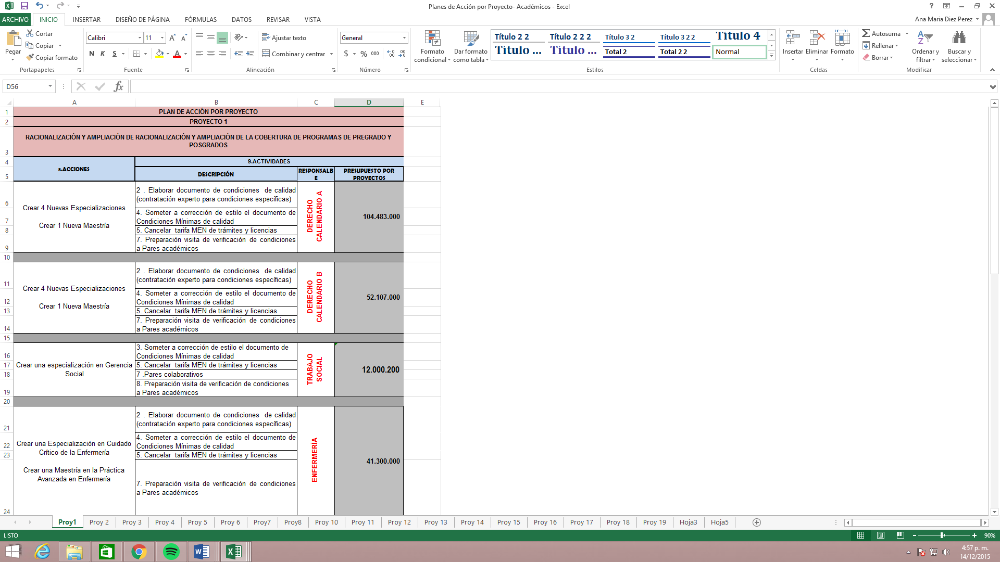 Planes de Acción por Proyecto- Académicos - Excel
ARCHIVO INICIO INSERTAR DISEÑO DE PÁGINA FÓRMULAS DATOS REVISAR VISTA
Ana Maria Diez Perez
Pegar
Cortar
Copiar
Copiar formato
Portapapeles
Calibri 11
N K S
Fuente
Ajustar texto
Combinar y centrar
Alineación
General
$ % 000
Número
Formato condicional
Dar formato como tabla
Título 2 2 Título 2 2 2 Título 3 2 Título 3 2 2 Título 4
Título ... Título ... Total 2 Total 2 2 Normal
Estilos
Insertar Eliminar Formato
Celdas
Autosuma
Rellenar
Borrar
Ordenar y filtrar
Buscar y seleccionar
Modificar
D56
fx
A B C D E
1 PLAN DE ACCIÓN POR PROYECTO
2 PROYECTO 1
3 RACIONALIZACIÓN Y AMPLIACIÓN DE RACIONALIZACIÓN Y AMPLIACIÓN DE LA COBERTURA DE PROGRAMAS DE PREGRADO Y
POSGRADOS
4 8.ACCIONES 9.ACTIVIDADES
5 DESCRIPCIÓN RESPONSALB
E PRESUPUESTO POR
PROYECTOS
Crear 4 Nuevas Especializaciones
Crear 1 Nueva Maestría
6 2 . Elaborar documento de condiciones de calidad
(contratación experto para condiciones específicas)
7 4. Someter a corrección de estilo el documento de
Condiciones Mínimas de calidad
8 5. Cancelar tarifa MEN de trámites y licencias
9 7. Preparación visita de verificación de condiciones
a Pares académicos
DERECHO
CALENDARIO A
104.483.000
10
Crear 4 Nuevas Especializaciones
Crear 1 Nueva Maestría
11 2 . Elaborar documento de condiciones de calidad
(contratación experto para condiciones específicas)
12 4. Someter a corrección de estilo el documento de
Condiciones Mínimas de calidad
13 5. Cancelar tarifa MEN de trámites y licencias
14 7. Preparación visita de verificación de condiciones
a Pares académicos
DERECHO
CALENDARIO B
52.107.000
15
Crear una especialización en Gerencia
Social
16 3. Someter a corrección de estilo el documento de
Condiciones Mínimas de calidad
17 5. Cancelar tarifa MEN de trámites y licencias
18 7 .Pares colaborativos
19 8. Preparación visita de verificación de condiciones
a Pares académicos
TRABAJO
SOCIAL
12.000.200
20
Crear una Especialización en Cuidado
Crítico de la Enfermería
Crear una Maestría en la Práctica
Avanzada en Enfermería
21 2 . Elaborar documento de condiciones de calidad
(contratación experto para condiciones específicas)
22 4. Someter a corrección de estilo el documento de
Condiciones Mínimas de calidad
23 5. Cancelar tarifa MEN de trámites y licencias
24 7. Preparación visita de verificación de condiciones
a Pares académicos
ENFERMERÍA
41.300.000
Proy1 Proy 2 Proy 3 Proy 4 Proy 5 Proy 6 Proy7 Proy8 Proy 10 Proy 11 Proy 12 Proy 13 Proy 14 Proy 15 Proy 16 Proy 17 Proy 18 Proy 19 Hoja3 Hoja5
LISTO
90%
4:57 p. m.
14/12/2015